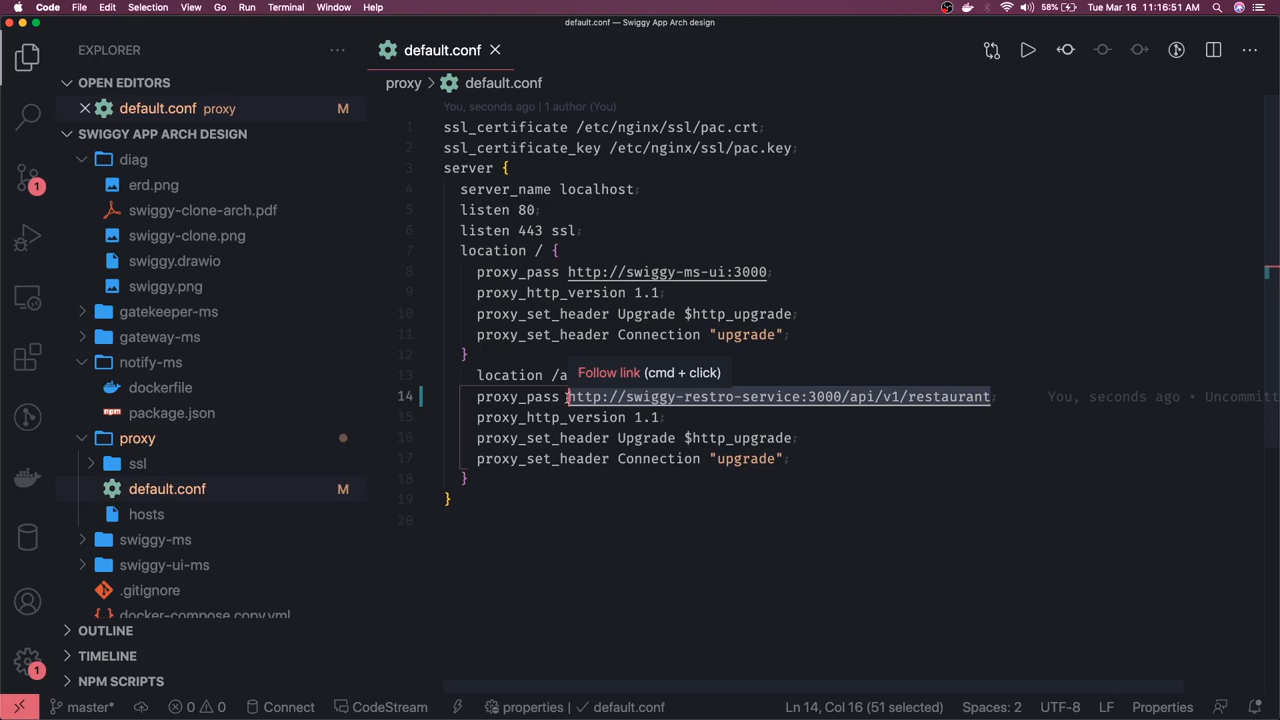 Code File Edit Selection View Go Run Terminal Window Help 58% Tue Mar 16 11:16:51 AM
default.conf — Swiggy App Arch design
EXPLORER
OPEN EDITORS
default.conf proxy M
SWIGGY APP ARCH DESIGN
diag
erd.png
swiggy-clone-arch.pdf
swiggy-clone.png
swiggy.drawio
swiggy.png
gatekeeper-ms
gateway-ms
notify-ms
dockerfile
package.json
proxy
ssl
default.conf M
hosts
swiggy-ms
swiggy-ui-ms
.gitignore
docker-compose copy.yml
OUTLINE
TIMELINE
NPM SCRIPTS
1
1
default.conf
proxy > default.conf
You, seconds ago | 1 author (You)
1 ssl_certificate /etc/nginx/ssl/pac.crt;
2 ssl_certificate_key /etc/nginx/ssl/pac.key;
3 server {
4 server_name localhost;
5 listen 80;
6 listen 443 ssl;
7 location / {
8 proxy_pass http://swiggy-ms-ui:3000;
9 proxy_http_version 1.1;
10 proxy_set_header Upgrade $http_upgrade;
11 proxy_set_header Connection "upgrade";
12 }
Follow link (cmd + click)
13 location /a
14 proxy_pass http://swiggy-restro-service:3000/api/v1/restaurant; You, seconds ago • Uncommitt
15 proxy_http_version 1.1;
16 proxy_set_header Upgrade $http_upgrade;
17 proxy_set_header Connection "upgrade";
18 }
19 }
20
master* 0 0 Connect CodeStream properties | ✓ default.conf Ln 14, Col 16 (51 selected) Spaces: 2 UTF-8 LF Properties